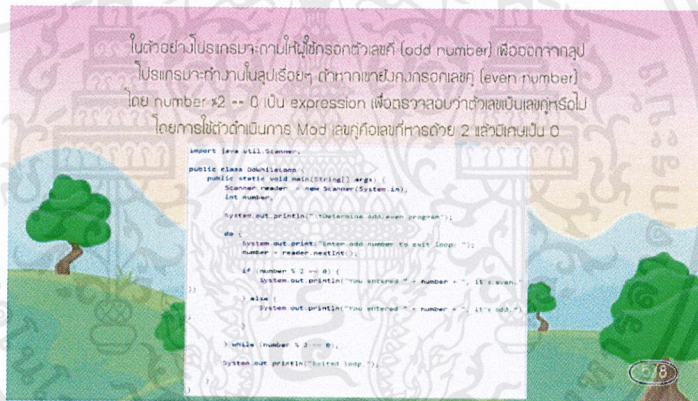 ในตัวอย่างโปรแกรมจะถามให้ผู้ใช้กรอกตัวเลขคี่ (odd number) เพื่อออกจากลูป
โปรแกรมจะทำงานในลูปเรื่อยๆ ถ้าหากเขายังคงกรอกเลขคู่ (even number)
โดย number %2 == 0 เป็น expression เพื่อตรวจสอบว่าตัวเลขเป็นเลขคู่หรือไม่
โดยการใช้ตัวดำเนินการ Mod เลขคู่คือเลขที่หารด้วย 2 แล้วมีเศษเป็น 0
import java.util.Scanner;
public class DoWhileLoop {
public static void main(String[] args) {
Scanner reader = new Scanner(System.in);
int number;
System.out.println("\tDetermine odd/even program");
do {
System.out.print("Enter odd number to exit loop: ");
number = reader.nextInt();
if (number % 2 == 0) {
System.out.println("You entered " + number + ", it's even."
);
} else {
System.out.println("You entered " + number + ", it's odd.")
;
}
} while (number % 2 == 0);
System.out.println("Exited loop.");
}
}
5/8